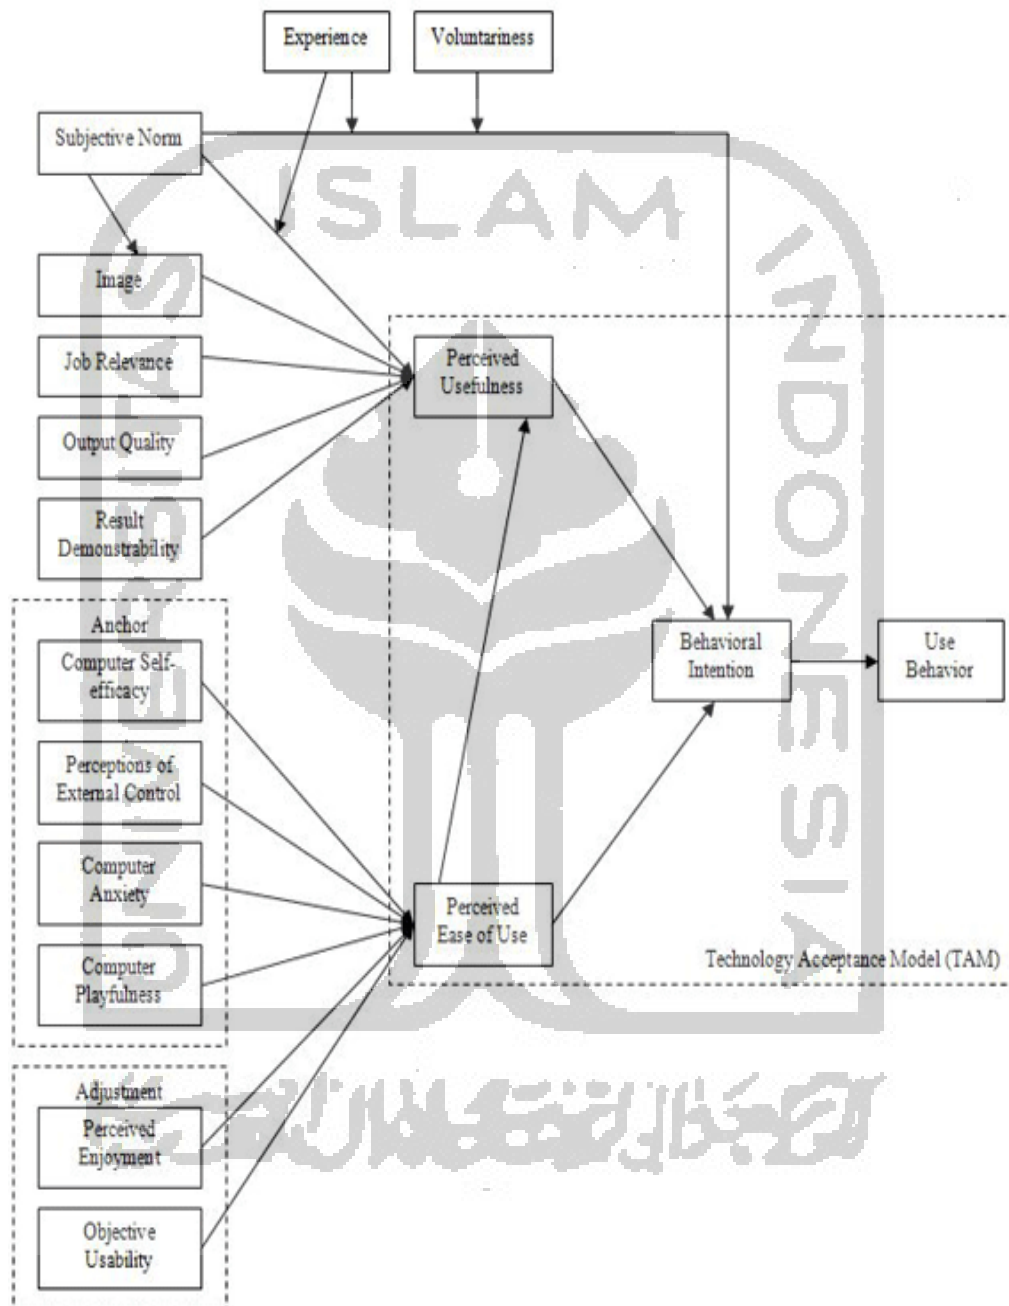 Experience
Voluntariness
Subjective Norm
Image
Job Relevance
Output Quality
Result
Demonstrability
Anchor
Computer Self-
efficacy
Perceptions of
External Control
Computer
Anxiety
Computer
Playfulness
Adjustment
Perceived
Enjoyment
Objective
Usability
Perceived
Usefulness
Perceived
Ease of Use
Behavioral
Intention
Use
Behavior
Technology Acceptance Model (TAM)
UNIVERSITAS
ISLAM
INDONESIA